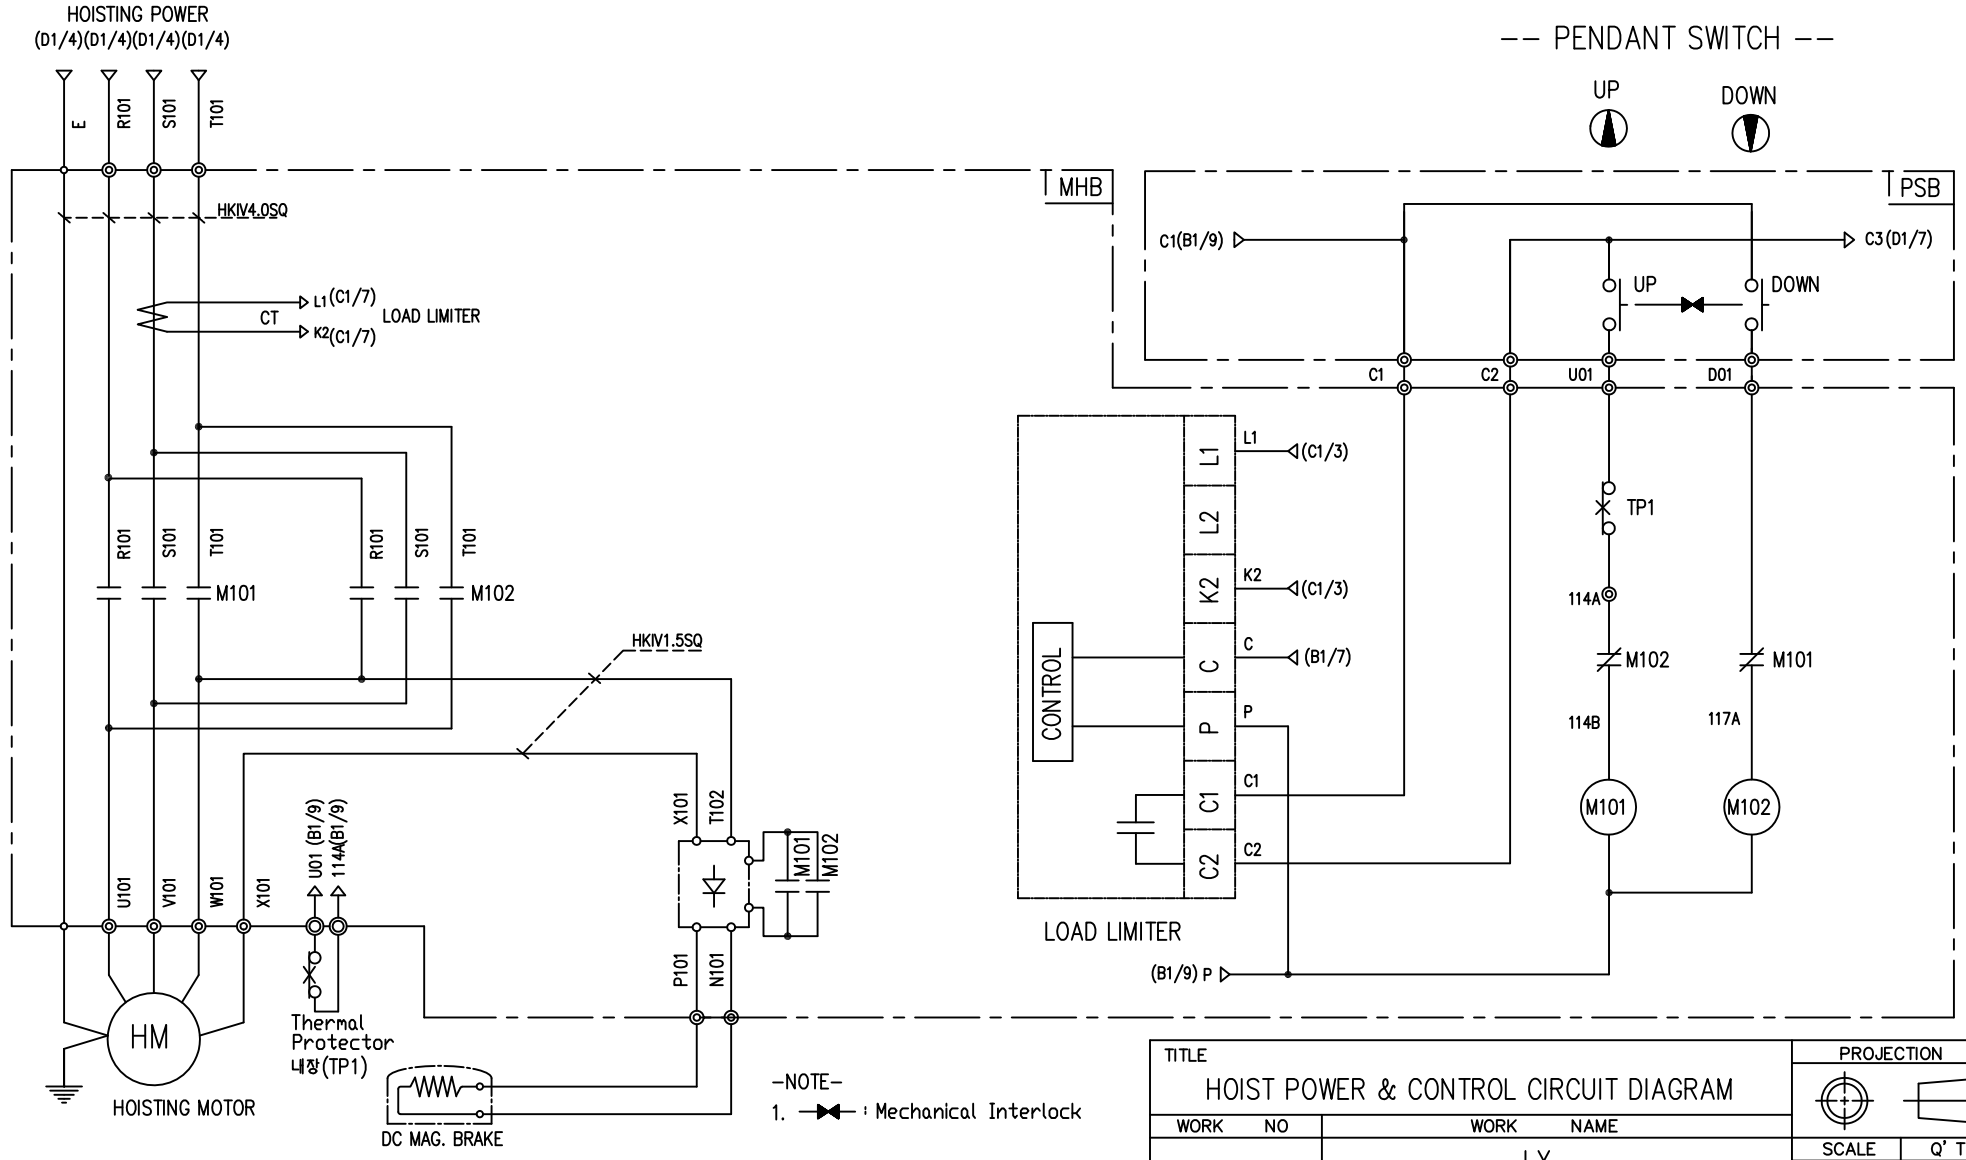 HOISTING POWER
(D1/4)(D1/4)(D1/4)(D1/4)
E
R101
S101
T101
HKIV4.0SQ
MHB
L1(C1/7)
CT
LOAD LIMITER
K2(C1/7)
R101
S101
T101
R101
S101
T101
M101
M102
HKIV1.5SQ
X101
T102
M101
M102
U101
V101
W101
X101
U01 (B1/9)
114A(B1/9)
P101
N101
HM
HOISTING MOTOR
Thermal
Protector
내장(TP1)
DC MAG. BRAKE
-NOTE-
1. : Mechanical Interlock
-- PENDANT SWITCH --
UP
DOWN
PSB
C1(B1/9)
C3(D1/7)
UP
DOWN
C1
C2
U01
D01
L1
L1
(C1/3)
L2
K2
K2
(C1/3)
C
C
(B1/7)
P
P
C1
C1
C2
C2
CONTROL
LOAD LIMITER
(B1/9) P
TP1
114A
M102
M101
114B
117A
M101
M102
TITLE
PROJECTION
HOIST POWER & CONTROL CIRCUIT DIAGRAM
WORK NO
WORK NAME
SCALE
Q' T